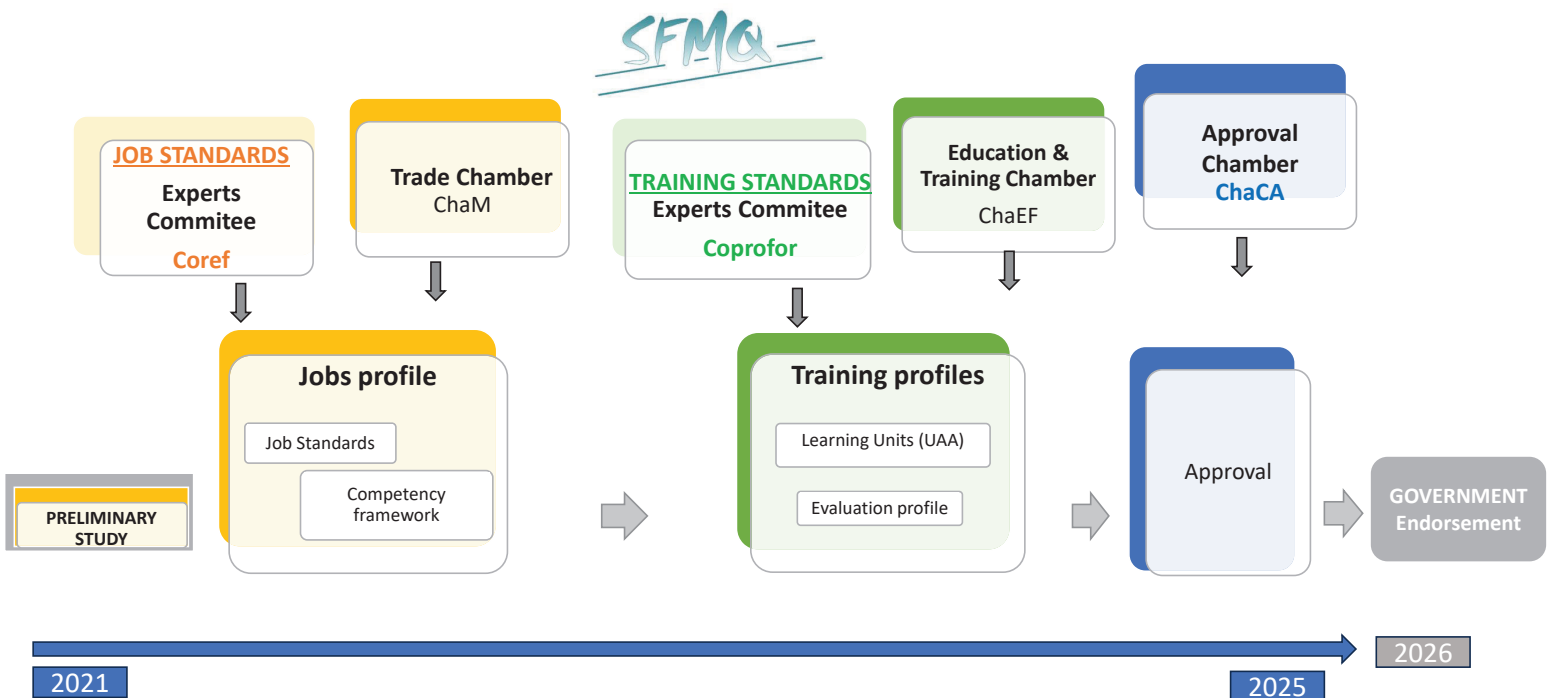 SFMQ
JOB STANDARDS
Experts
Commitee
Coref
Trade Chamber
ChaM
TRAINING STANDARDS
Experts Commitee
Coprofor
Education &
Training Chamber
ChaEF
Approval
Chamber
ChaCA
PRELIMINARY
STUDY
Jobs profile
Job Standards
Competency
framework
Training profiles
Learning Units (UAA)
Evaluation profile
Approval
GOVERNMENT
Endorsement
2021
2025
2026